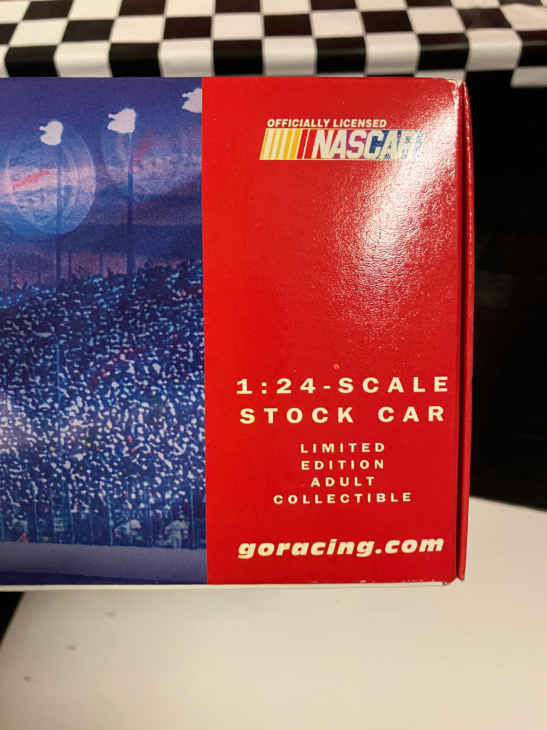 OFFICIALLY LICENSED
NASCAR
1:24-SCALE
STOCK CAR
LIMITED
EDITION
ADULT
COLLECTIBLE
goracing.com